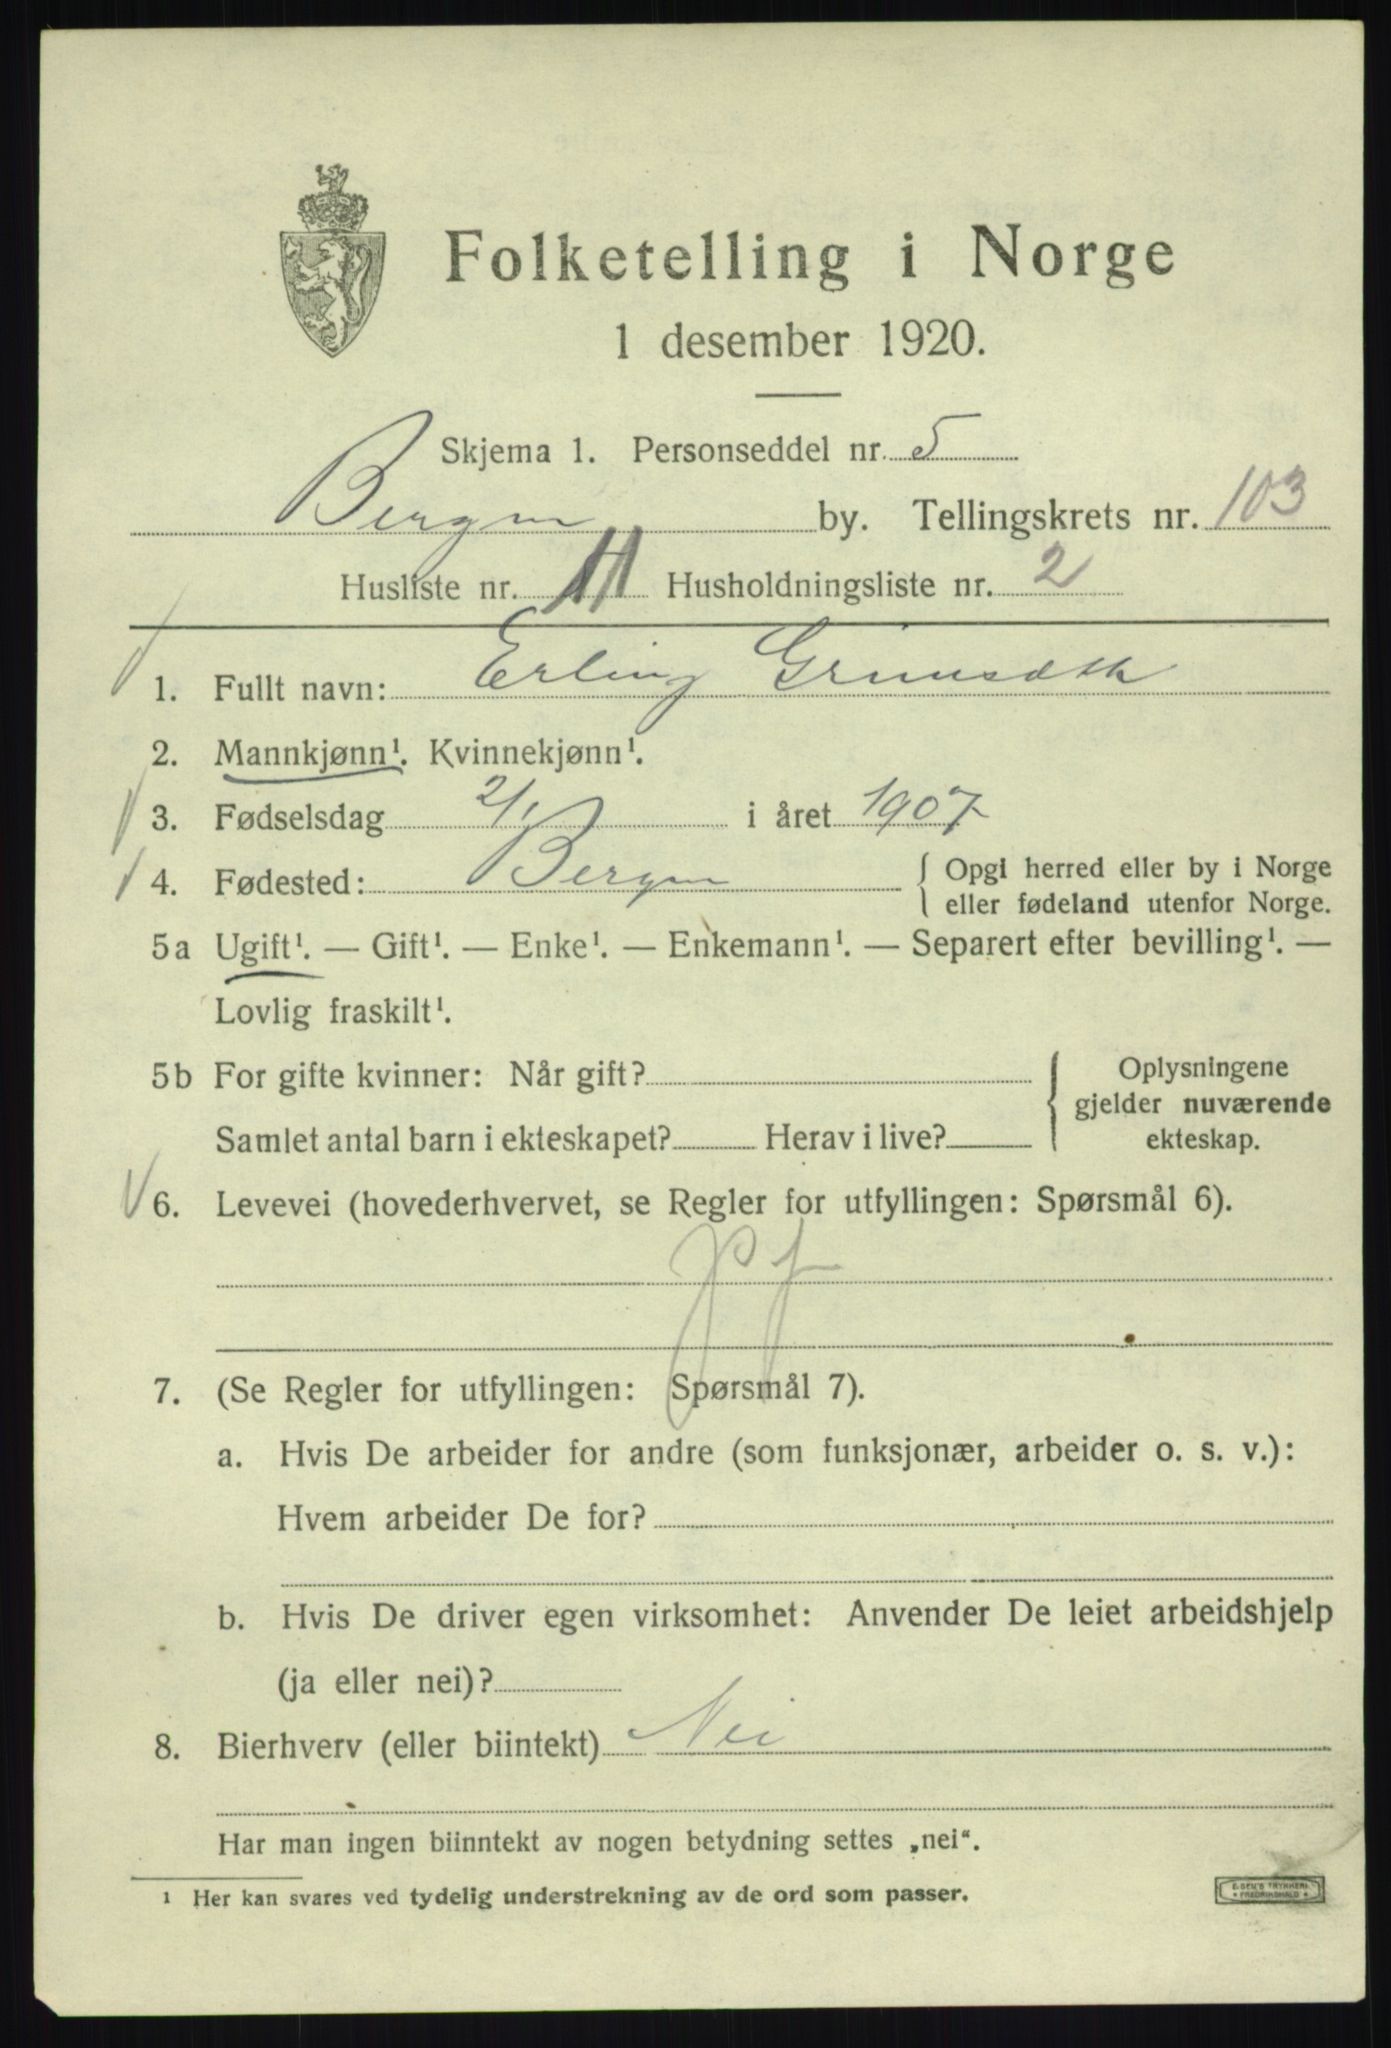 Folketelling i Norge
1 desember 1920.
Skjema 1. Personseddel nr. 5
Bergen by. Tellingskrets nr. 103
Husliste nr. 11 Husholdningsliste nr. 2
1. Fullt navn: Erling Grimsæth
2. Mannkjønn¹. Kvinnekjønn¹.
3. Fødselsdag 2/1 i året 1907
4. Fødested: Bergen { Opgi herred eller by i Norge
eller fødeland utenfor Norge.
5a Ugift¹. — Gift¹. — Enke¹. — Enkemann¹. — Separert efter bevilling¹. —
Lovlig fraskilt¹.
5b For gifte kvinner: Når gift?
Samlet antal barn i ekteskapet? Herav i live?
{ Oplysningene
gjelder nuværende
ekteskap.
6. Levevei (hovederhvervet, se Regler for utfyllingen: Spørsmål 6).
7. (Se Regler for utfyllingen: Spørsmål 7).
a. Hvis De arbeider for andre (som funksjonær, arbeider o. s. v.):
Hvem arbeider De for?
b. Hvis De driver egen virksomhet: Anvender De leiet arbeidshjelp
(ja eller nei)?
8. Bierhverv (eller biintekt) Nei
Har man ingen biinntekt av nogen betydning settes „nei“.
¹ Her kan svares ved tydelig understrekning av de ord som passer.
E. SEM'S TRYKKERI
• FREDRIKSHALD •